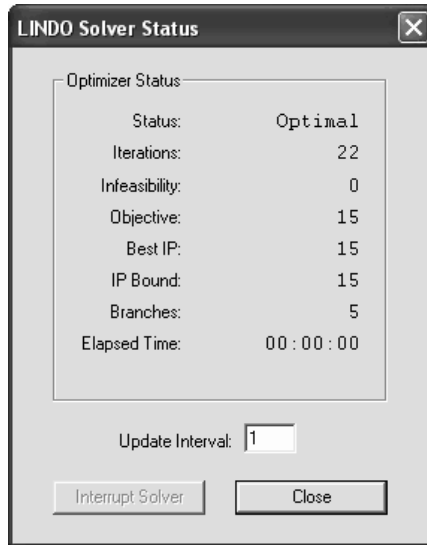 LINDO Solver Status
Optimizer Status
Status: Optimal
Iterations: 22
Infeasibility: 0
Objective: 15
Best IP: 15
IP Bound: 15
Branches: 5
Elapsed Time: 00:00:00
Update Interval: 1
Interrupt Solver Close